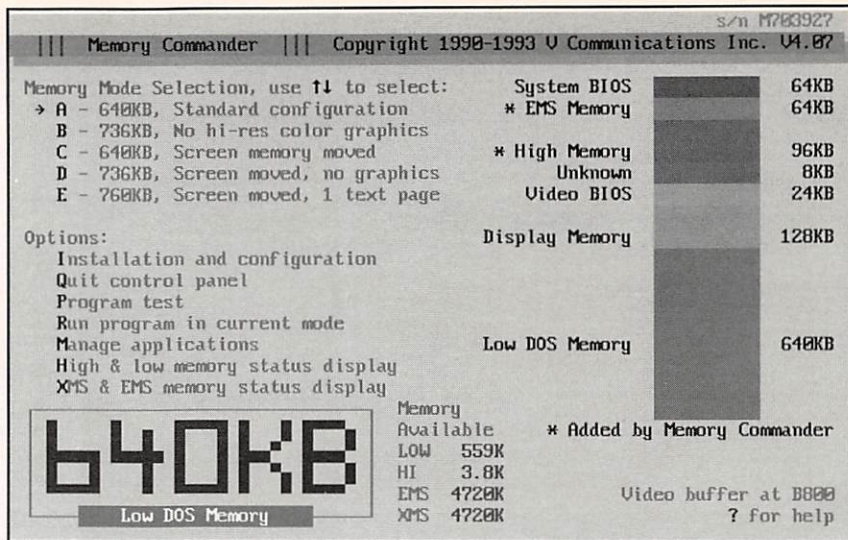 s/n M703927
||| Memory Commander ||| Copyright 1990-1993 V Communications Inc. V4.07
Memory Mode Selection, use ↑↓ to select:
→ A - 640KB, Standard configuration
B - 736KB, No hi-res color graphics
C - 640KB, Screen memory moved
D - 736KB, Screen moved, no graphics
E - 760KB, Screen moved, 1 text page
Options:
Installation and configuration
Quit control panel
Program test
Run program in current mode
Manage applications
High & low memory status display
XMS & EMS memory status display
640KB
Low DOS Memory
System BIOS 64KB
* EMS Memory 64KB
* High Memory 96KB
Unknown 8KB
Video BIOS 24KB
Display Memory 128KB
Low DOS Memory 640KB
* Added by Memory Commander
Memory
Available
LOW 559K
HI 3.8K
EMS 4720K
XMS 4720K
Video buffer at B800
? for help